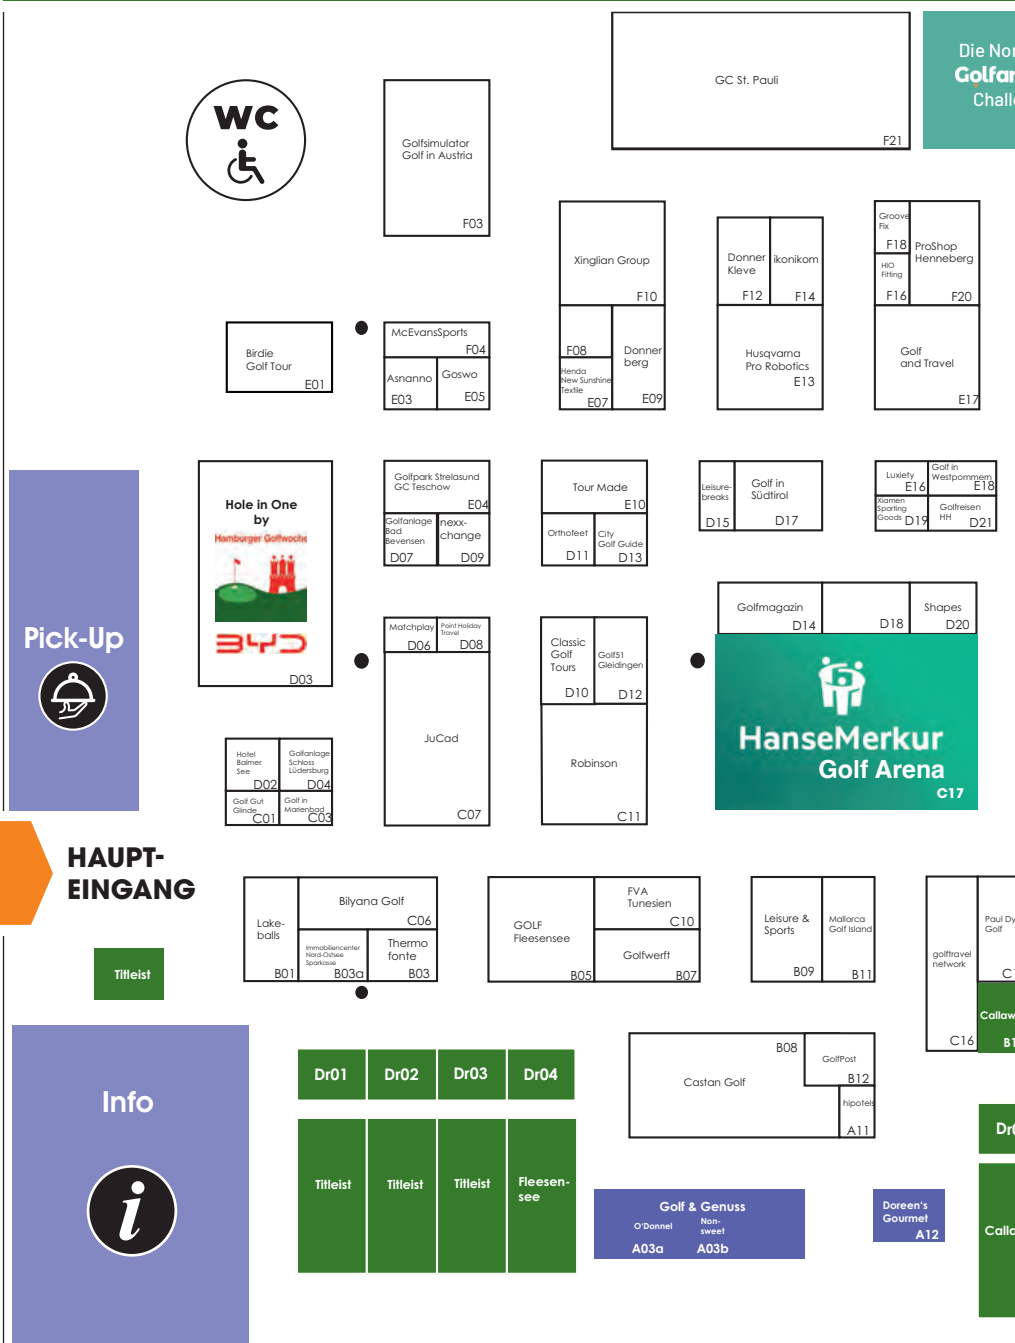 GC St. Pauli
F21
Die Nor
Golfar
Challe
WC
Golfsimulator
Golf in Austria
F03
Xinglian Group
F10
Donner
Kleve
F12
ikonikom
F14
Groove
Fix
F18
HIO
Fitting
F16
ProShop
Henneberg
F20
Birdie
Golf Tour
E01
McEvansSports
F04
Asnanno
E03
Goswo
E05
F08
Henda
New Sunshine
Textile
E07
Donner
berg
E09
Husqvarna
Pro Robotics
E13
Golf
and Travel
E17
Hole in One
by
Hamburger Golfwoche
BYD
D03
Golfpark Strelasund
GC Teschow
E04
Golfanlage
Bad
Bevensen
D07
nexx-
change
D09
Tour Made
E10
Orthofeet
D11
City
Golf Guide
D13
Leisure-
breaks
D15
Golf in
Südtirol
D17
Luxiety
E16
Golf in
Westpommern
E18
Xiamen
Sporting
Goods
D19
Golfreisen
HH
D21
Pick-Up
Matchplay
D06
Point Holiday
Travel
D08
JuCad
C07
Classic
Golf
Tours
D10
Golf51
Gleidingen
D12
Robinson
C11
Golfmagazin
D14
D18
Shapes
D20
HanseMerkur
Golf Arena
C17
Hotel
Balmer
See
D02
Golfanlage
Schloss
Lüdersburg
D04
Golf Gut
Glinde
C01
Golf in
Marienbad
C03
HAUPT-
EINGANG
Lake-
balls
B01
Bilyana Golf
C06
Immobiliencenter
Nord-Ostsee
Sparkasse
B03a
Thermo
fonte
B03
GOLF
Fleesensee
B05
FVA
Tunesien
C10
Golfwerft
B07
Leisure &
Sports
B09
Mallorca
Golf Island
B11
golftravel
network
C16
Paul Dy
Golf
C1
Callaw
B1
Titleist
Info
Dr01
Dr02
Dr03
Dr04
Titleist
Titleist
Titleist
Fleesen-
see
B08
Castan Golf
GolfPost
B12
hipotels
A11
Golf & Genuss
O'Donnel
A03a
Non-
sweet
A03b
Doreen's
Gourmet
A12
Dr0
Calla